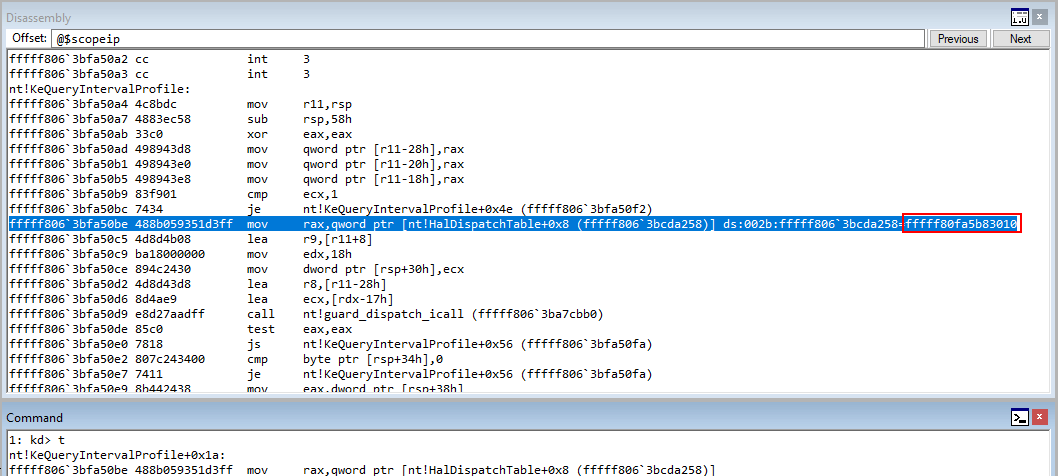 Disassembly
Offset: @$scopeip Previous Next
fffff806`3bfa50a2 cc int 3
fffff806`3bfa50a3 cc int 3
nt!KeQueryIntervalProfile:
fffff806`3bfa50a4 4c8bdc mov r11,rsp
fffff806`3bfa50a7 4883ec58 sub rsp,58h
fffff806`3bfa50ab 33c0 xor eax,eax
fffff806`3bfa50ad 498943d8 mov qword ptr [r11-28h],rax
fffff806`3bfa50b1 498943e0 mov qword ptr [r11-20h],rax
fffff806`3bfa50b5 498943e8 mov qword ptr [r11-18h],rax
fffff806`3bfa50b9 83f901 cmp ecx,1
fffff806`3bfa50bc 7434 je nt!KeQueryIntervalProfile+0x4e (fffff806`3bfa50f2)
fffff806`3bfa50be 488b059351d3ff mov rax,qword ptr [nt!HalDispatchTable+0x8 (fffff806`3bcda258)] ds:002b:fffff806`3bcda258=fffff80fa5b83010
fffff806`3bfa50c5 4d8d4b08 lea r9,[r11+8]
fffff806`3bfa50c9 ba18000000 mov edx,18h
fffff806`3bfa50ce 894c2430 mov dword ptr [rsp+30h],ecx
fffff806`3bfa50d2 4d8d43d8 lea r8,[r11-28h]
fffff806`3bfa50d6 8d4ae9 lea ecx,[rdx-17h]
fffff806`3bfa50d9 e8d27aadff call nt!guard_dispatch_icall (fffff806`3ba7cbb0)
fffff806`3bfa50de 85c0 test eax,eax
fffff806`3bfa50e0 7818 js nt!KeQueryIntervalProfile+0x56 (fffff806`3bfa50fa)
fffff806`3bfa50e2 807c243400 cmp byte ptr [rsp+34h],0
fffff806`3bfa50e7 7411 je nt!KeQueryIntervalProfile+0x56 (fffff806`3bfa50fa)
fffff806`3bfa50e9 8b442438 mov eax,dword ptr [rsp+38h]
Command
1: kd> t
nt!KeQueryIntervalProfile+0x1a:
fffff806`3bfa50be 488b059351d3ff mov rax,qword ptr [nt!HalDispatchTable+0x8 (fffff806`3bcda258)]